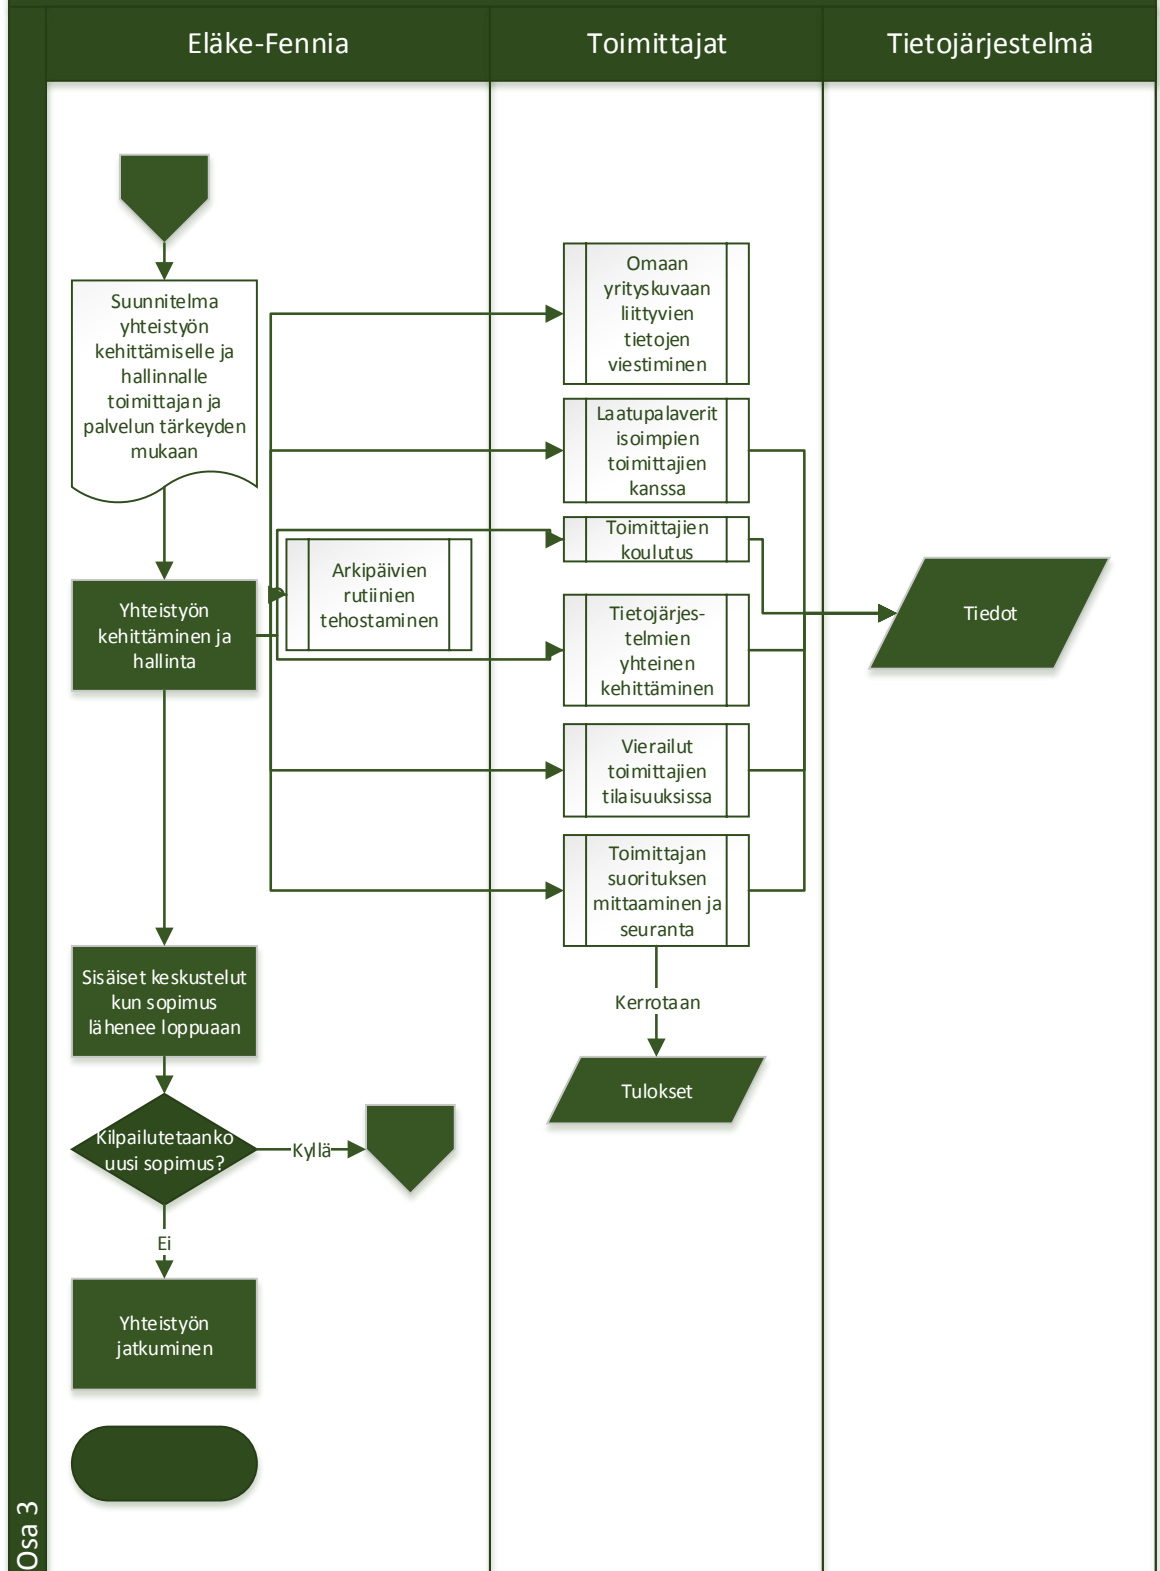 Eläke-Fennia
Toimittajat
Tietojärjestelmä
Suunnitelma
yhteistyön
kehittämiselle ja
hallinnalle
toimittajan ja
palvelun tärkeyden
mukaan
Omaan
yrityskuvaan
liittyvien
tietojen
viestiminen
Laatupalaverit
isoimpien
toimittajien
kanssa
Toimittajien
koulutus
Arkipäivien
rutiinien
tehostaminen
Yhteistyön
kehittäminen ja
hallinta
Tietojärjes-
telmien
yhteinen
kehittäminen
Tiedot
Vierailut
toimittajien
tilaisuuksissa
Toimittajan
suorituksen
mittaaminen ja
seuranta
Kerrotaan
Tulokset
Sisäiset keskustelut
kun sopimus
lähenee loppuaan
Kilpailutetaanko
uusi sopimus?
Kyllä
Ei
Yhteistyön
jatkuminen
Osa 3